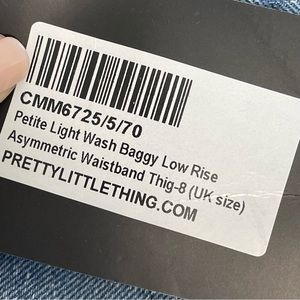 CMM6725/5/70
Petite Light Wash Baggy Low Rise
Asymmetric Waistband Thig-8 (UK size)
PRETTYLITTLETHING.COM